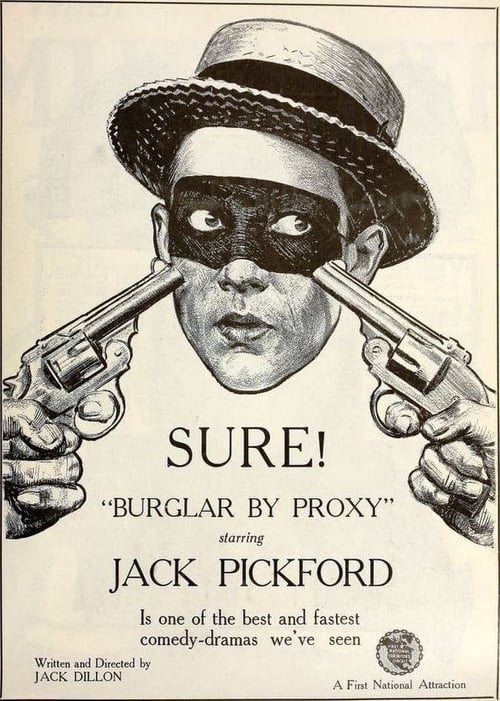 SURE!
“BURGLAR BY PROXY”
starring
JACK PICKFORD
Is one of the best and fastest
comedy-dramas we've seen
Written and Directed by
JACK DILLON
A First National Attraction